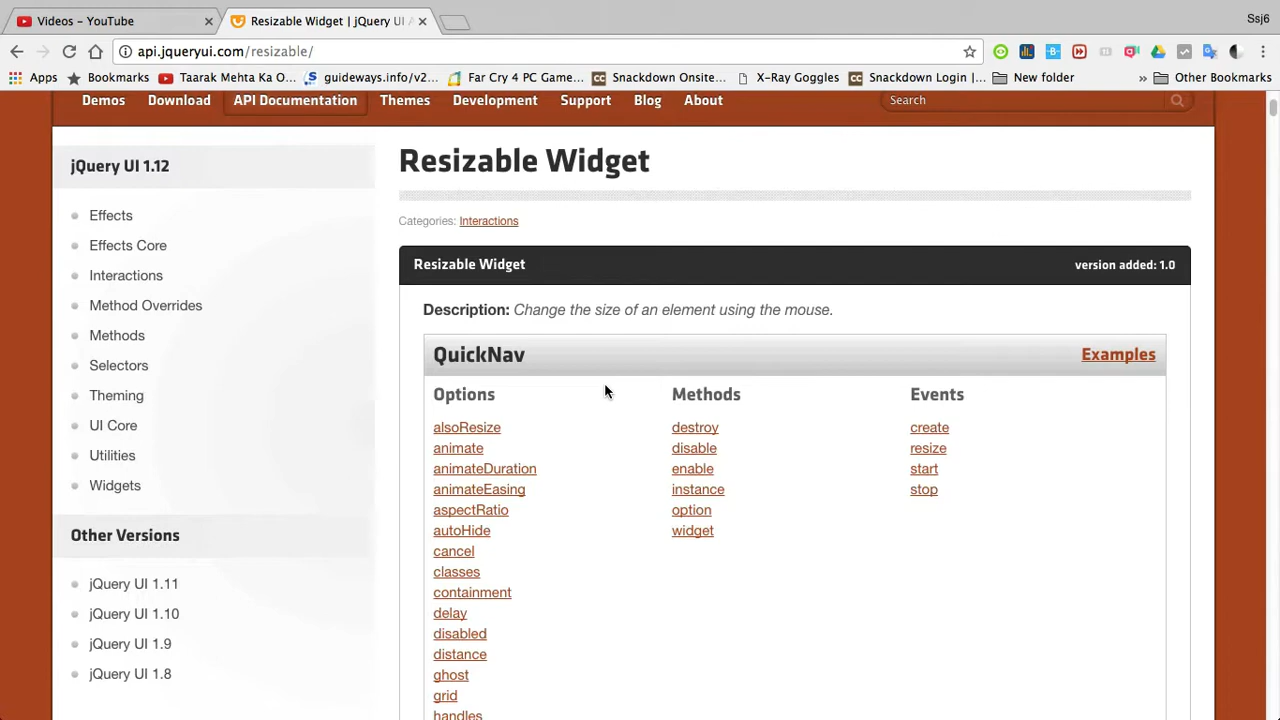 Videos – YouTube
Resizable Widget | jQuery UI A
Ssj6
api.jqueryui.com/resizable/
Apps
Bookmarks
Taarak Mehta Ka O...
guideways.info/v2...
Far Cry 4 PC Game...
Snackdown Onsite...
X-Ray Goggles
Snackdown Login |...
New folder
»
Other Bookmarks
Demos
Download
API Documentation
Themes
Development
Support
Blog
About
Search
jQuery UI 1.12
Effects
Effects Core
Interactions
Method Overrides
Methods
Selectors
Theming
UI Core
Utilities
Widgets
Other Versions
jQuery UI 1.11
jQuery UI 1.10
jQuery UI 1.9
jQuery UI 1.8
Resizable Widget
Categories: Interactions
Resizable Widget
version added: 1.0
Description: Change the size of an element using the mouse.
QuickNav
Examples
Options
alsoResize
animate
animateDuration
animateEasing
aspectRatio
autoHide
cancel
classes
containment
delay
disabled
distance
ghost
grid
handles
Methods
destroy
disable
enable
instance
option
widget
Events
create
resize
start
stop